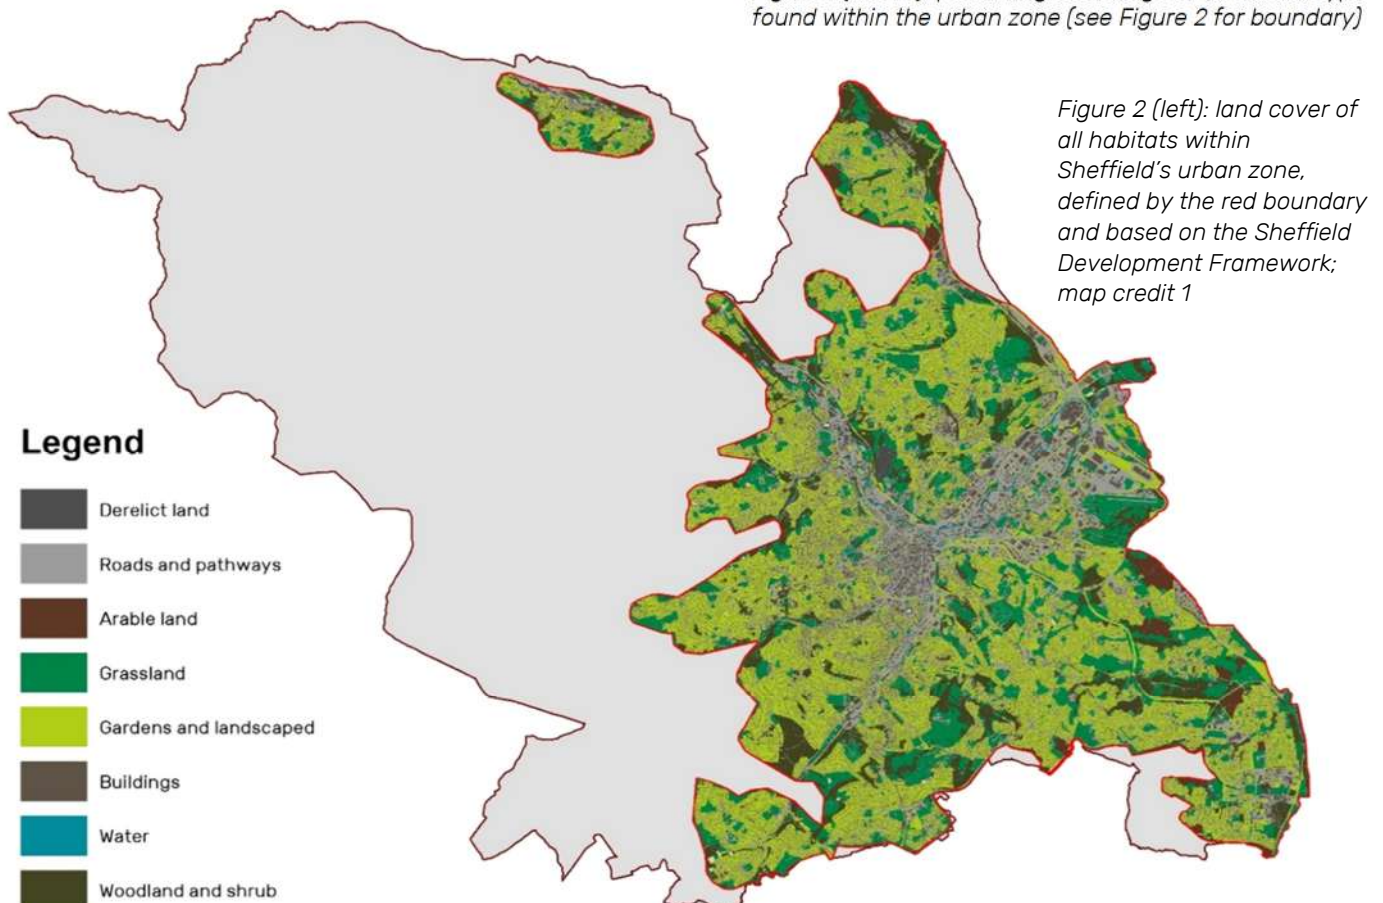 found within the urban zone (see Figure 2 for boundary)
Figure 2 (left): land cover of
all habitats within
Sheffield's urban zone,
defined by the red boundary
and based on the Sheffield
Development Framework;
map credit 1
Legend
Derelict land
Roads and pathways
Arable land
Grassland
Gardens and landscaped
Buildings
Water
Woodland and shrub